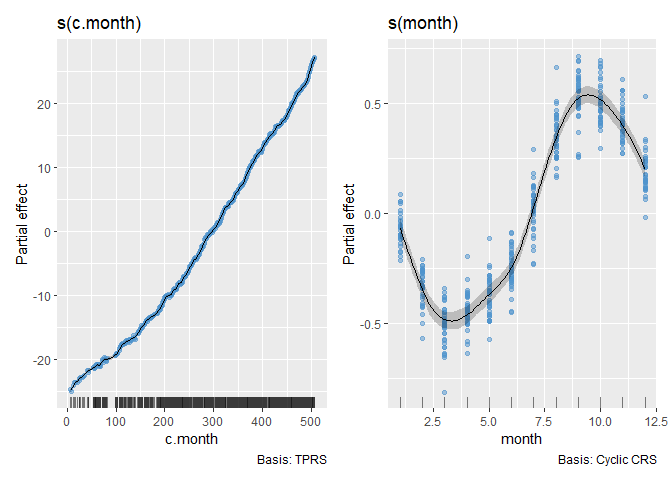 s(c.month)
Partial effect
20
10
0
-10
-20
0 100 200 300 400 500
c.month
Basis: TPRS
s(month)
Partial effect
0.5
0.0
-0.5
2.5 5.0 7.5 10.0 12.5
month
Basis: Cyclic CRS